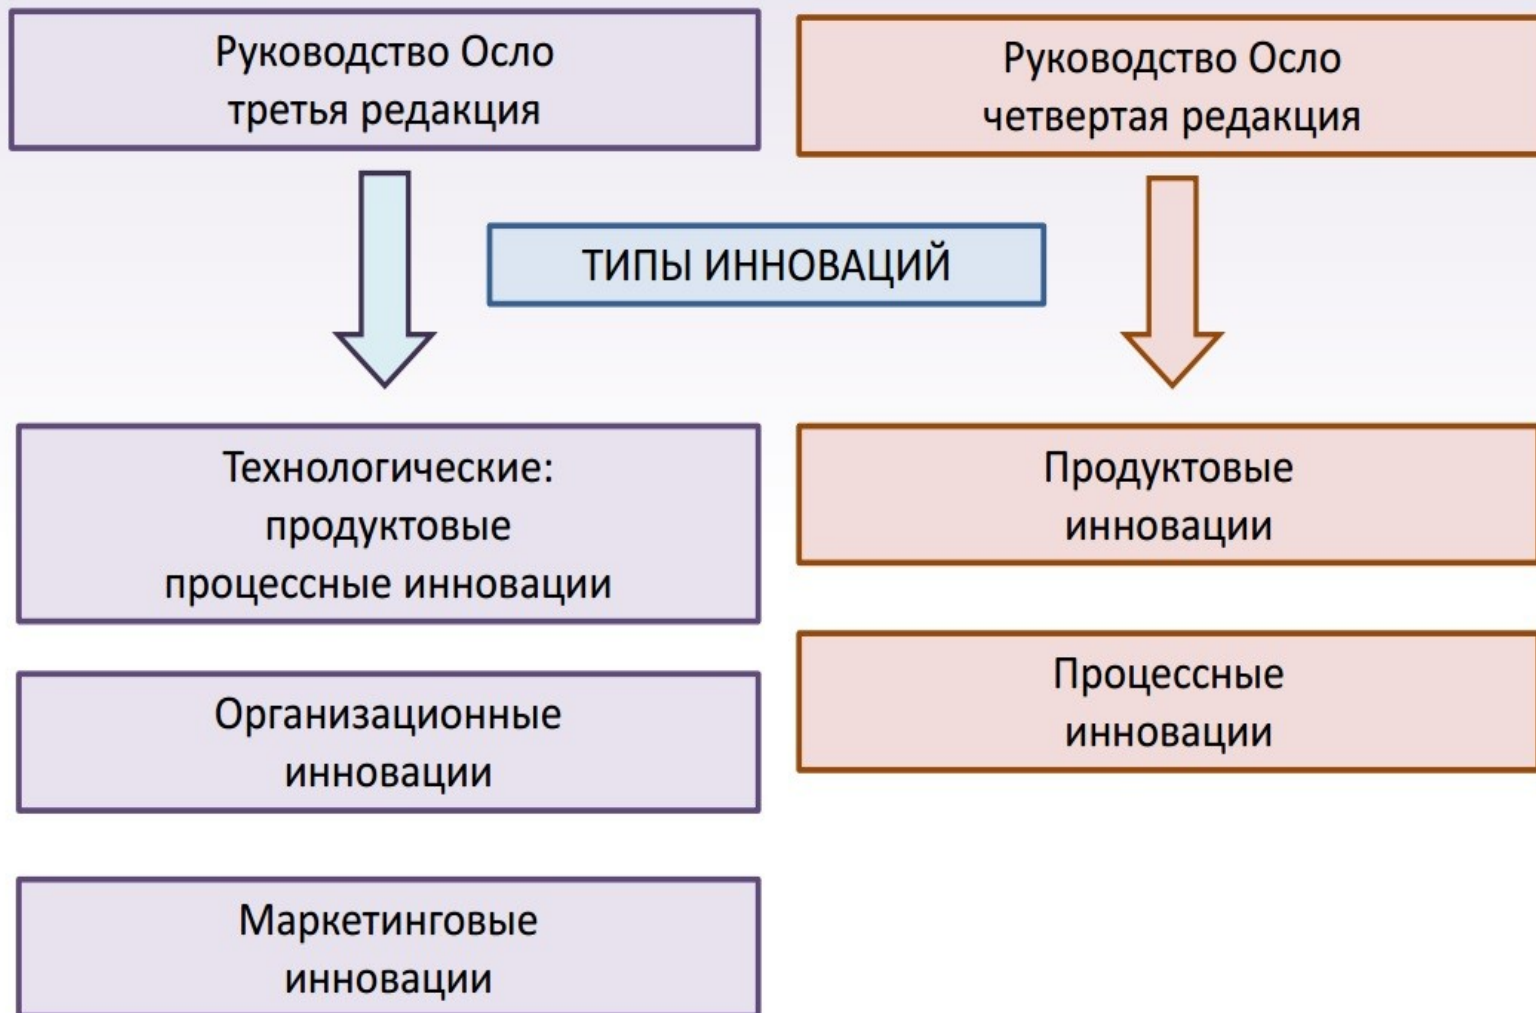 Руководство Осло
третья редакция
Руководство Осло
четвертая редакция
ТИПЫ ИННОВАЦИЙ
Технологические:
продуктовые
процессные инновации
Организационные
инновации
Маркетинговые
инновации
Продуктовые
инновации
Процессные
инновации